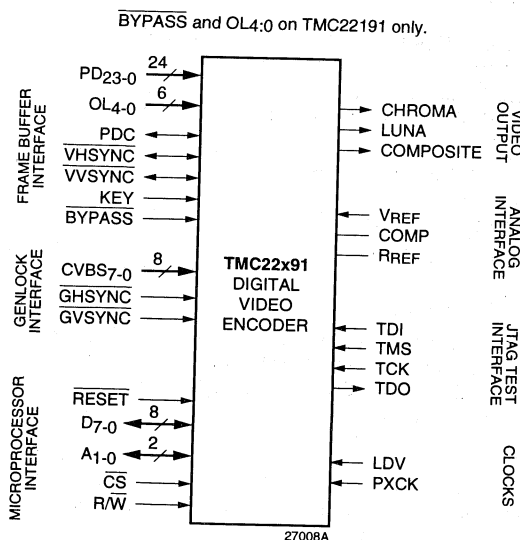 BYPASS and OL4:0 on TMC22191 only.
FRAME BUFFER
INTERFACE
PD23-0
24
OL4-0
6
PDC
VHSYNC
VVSYNC
KEY
BYPASS
GENLOCK
INTERFACE
CVBS7-0
8
GHSYNC
GVSYNC
MICROPROCESSOR
INTERFACE
RESET
D7-0
8
A1-0
2
CS
R/W
TMC22x91
DIGITAL
VIDEO
ENCODER
CHROMA
LUNA
COMPOSITE
VIDEO
OUTPUT
VREF
COMP
RREF
ANALOG
INTERFACE
TDI
TMS
TCK
TDO
JTAG TEST
INTERFACE
LDV
PXCK
CLOCKS
27008A